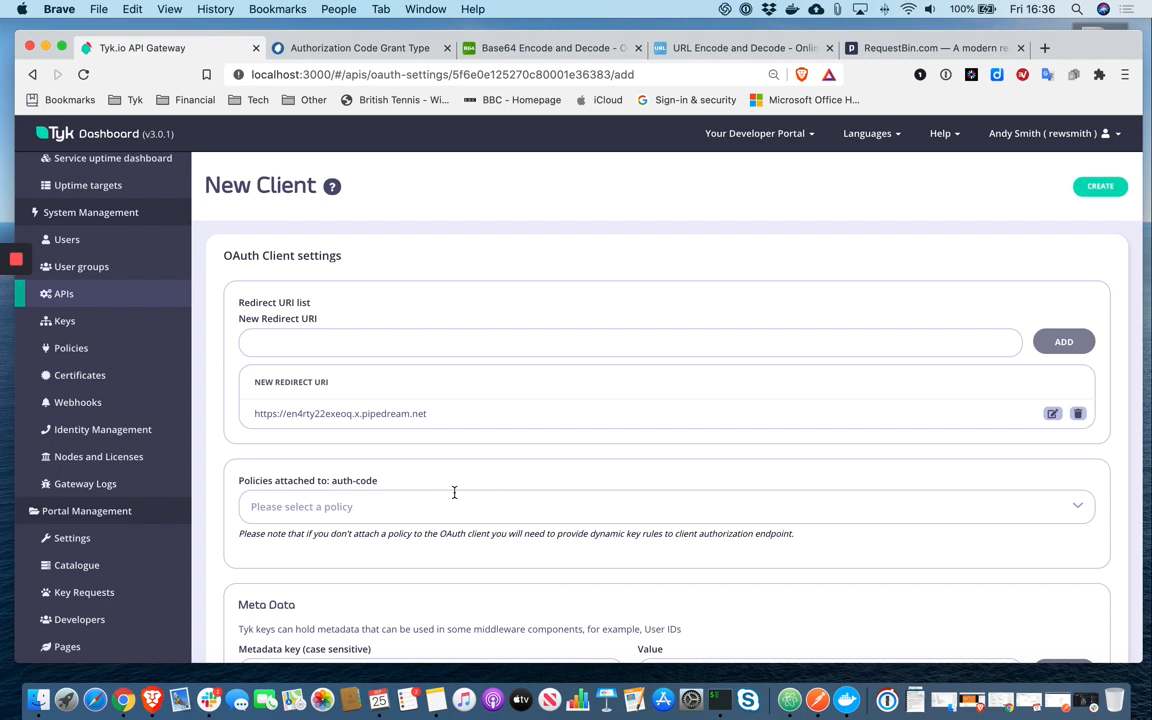 Brave File Edit View History Bookmarks People Tab Window Help 100% Fri 16:36
Tyk.io API Gateway Authorization Code Grant Type Base64 Encode and Decode - O URL Encode and Decode - Onlin RequestBin.com — A modern re
localhost:3000/#/apis/oauth-settings/5f6e0e125270c80001e36383/add
Bookmarks Tyk Financial Tech Other British Tennis - Wi... BBC - Homepage iCloud Sign-in & security Microsoft Office H...
Tyk Dashboard (v3.0.1) Your Developer Portal Languages Help Andy Smith ( rewsmith )
Service uptime dashboard
Uptime targets
System Management
Users
User groups
APIs
Keys
Policies
Certificates
Webhooks
Identity Management
Nodes and Licenses
Gateway Logs
Portal Management
Settings
Catalogue
Key Requests
Developers
Pages
New Client ?
CREATE
OAuth Client settings
Redirect URI list
New Redirect URI
ADD
NEW REDIRECT URI
https://en4rty22exeoq.x.pipedream.net
Policies attached to: auth-code
Please select a policy
Please note that if you don't attach a policy to the OAuth client you will need to provide dynamic key rules to client authorization endpoint.
Meta Data
Tyk keys can hold metadata that can be used in some middleware components, for example, User IDs
Metadata key (case sensitive) Value